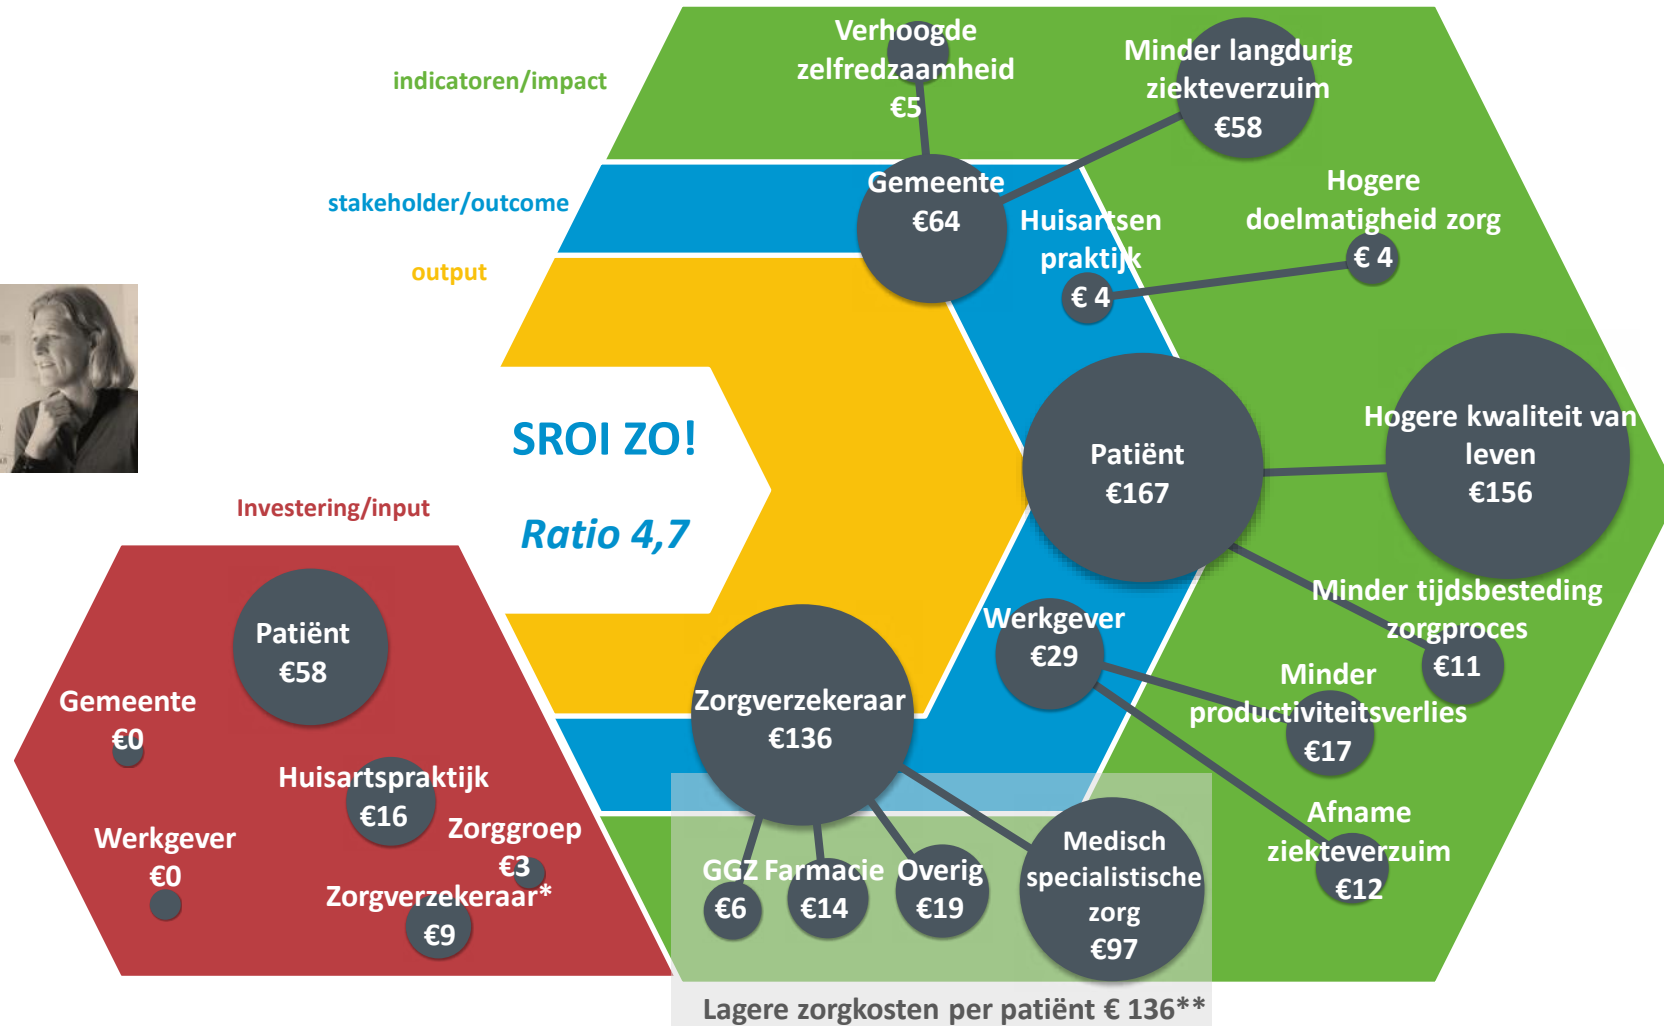 Verhoogde
zelfredzaamheid
€5
Minder langdurig
ziekteverzuim
€58
indicatoren/impact
stakeholder/outcome
output
Gemeente
€64
Huisartsen
praktijk
€ 4
Hogere
doelmatigheid zorg
€ 4
SROI ZO!
Ratio 4,7
Patiënt
€167
Hogere kwaliteit van
leven
€156
Investering/input
Patiënt
€58
Gemeente
€0
Huisartspraktijk
€16
Werkgever
€0
Zorggroep
€3
Zorgverzekeraar*
€9
Werkgever
€29
Minder tijdsbesteding
zorgproces
€11
Minder
productiviteitsverlies
€17
Afname
ziekteverzuim
€12
Zorgverzekeraar
€136
GGZ
€6
Farmacie
€14
Overig
€19
Medisch
specialistische
zorg
€97
Lagere zorgkosten per patiënt € 136**